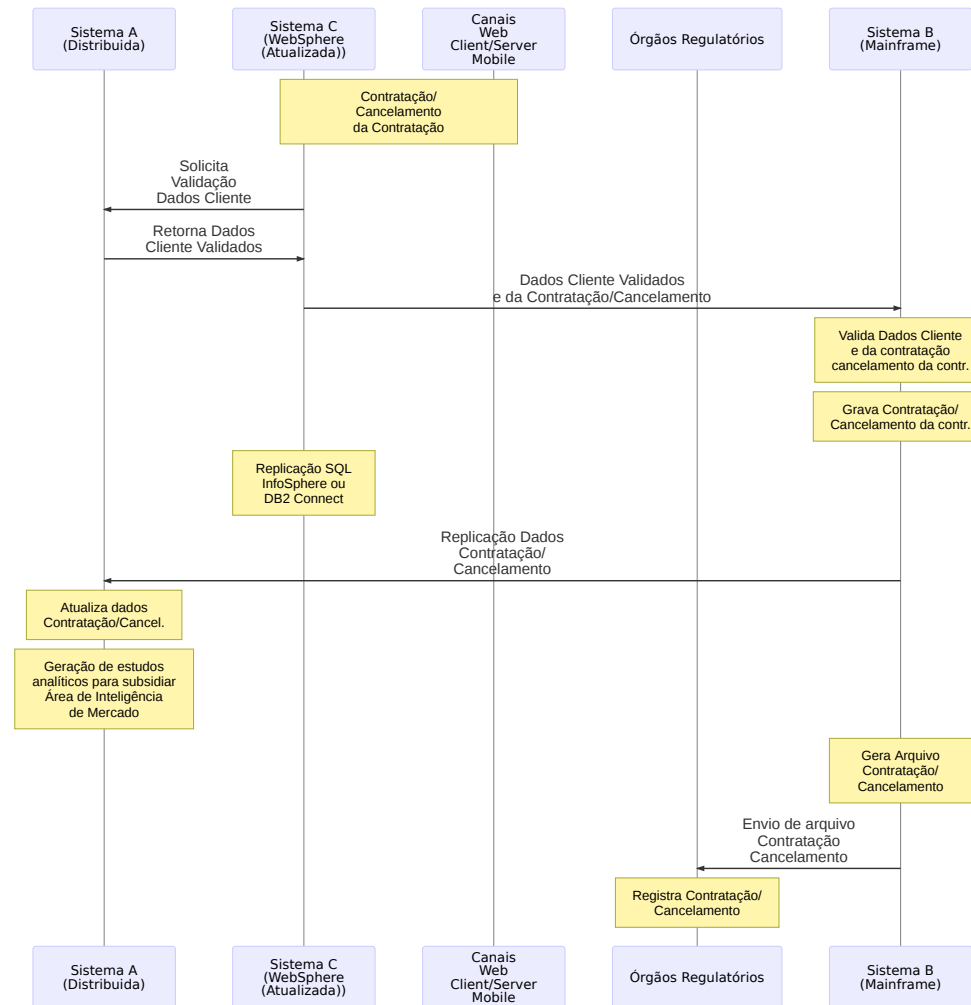 Sistema A
(Distribuida)
Sistema C
(WebSphere
(Atualizada))
Canais
Web
Client/Server
Mobile
Órgãos Regulatórios
Sistema B
(Mainframe)
Contratação/
Cancelamento
da Contratação
Solicita
Validação
Dados Cliente
Retorna Dados
Cliente Validados
Dados Cliente Validados
e da Contratação/Cancelamento
Valida Dados Cliente
e da contratação
cancelamento da contr.
Grava Contratação/
Cancelamento da contr.
Replicação SQL
InfoSphere ou
DB2 Connect
Replicação Dados
Contratação/
Cancelamento
Atualiza dados
Contratação/Cancel.
Geração de estudos
analíticos para subsidiar
Área de Inteligência
de Mercado
Gera Arquivo
Contratação/
Cancelamento
Envio de arquivo
Contratação
Cancelamento
Registra Contratação/
Cancelamento
Sistema A
(Distribuida)
Sistema C
(WebSphere
(Atualizada))
Canais
Web
Client/Server
Mobile
Órgãos Regulatórios
Sistema B
(Mainframe)